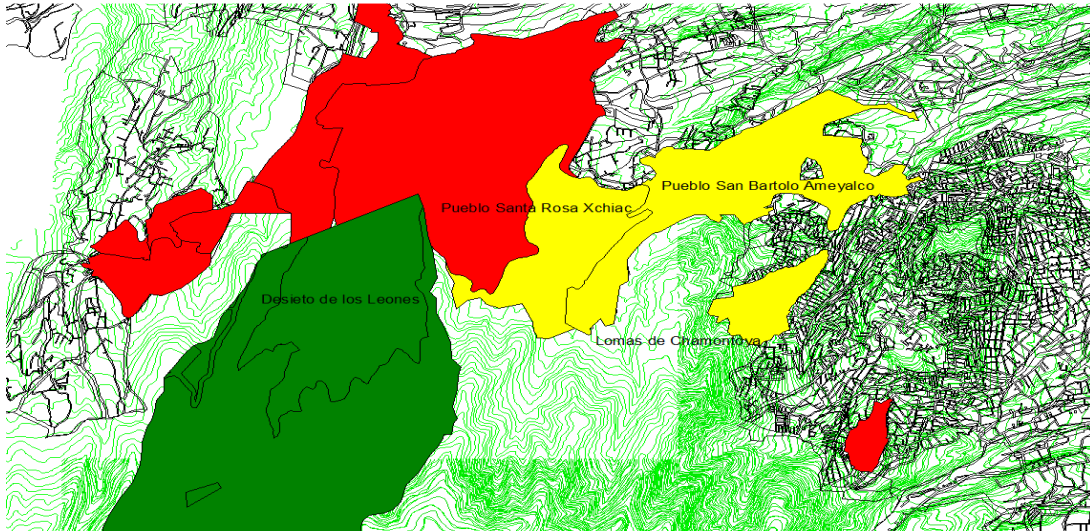 Pueblo San Bartolo Ameyalco
Pueblo Santa Rosa Xchiac
Desieto de los Leones
Lomas de Chamontoya